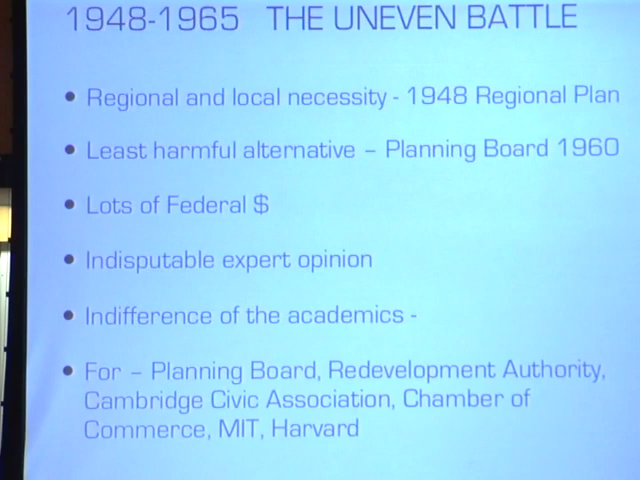 1948-1965 THE UNEVEN BATTLE
• Regional and local necessity - 1948 Regional Plan
• Least harmful alternative – Planning Board 1960
• Lots of Federal $
• Indisputable expert opinion
• Indifference of the academics -
• For – Planning Board, Redevelopment Authority,
Cambridge Civic Association, Chamber of
Commerce, MIT, Harvard